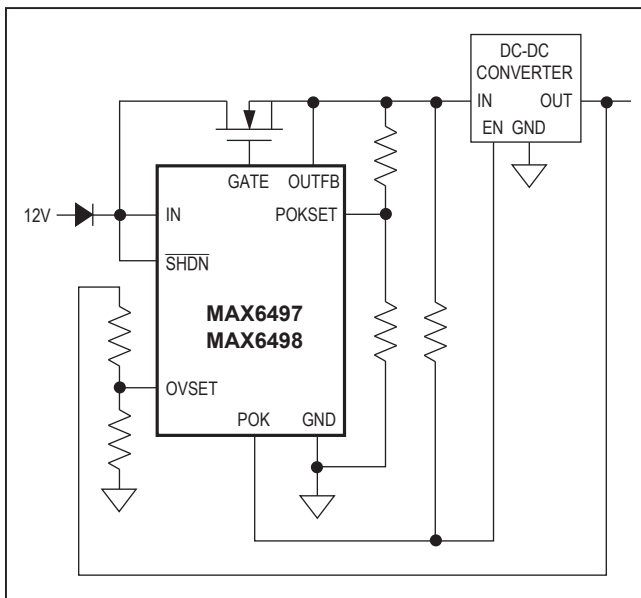 DC-DC
CONVERTER
IN OUT
EN GND
GATE OUTFB
12V IN POKSET
SHDN
MAX6497
MAX6498
OVSET
POK GND